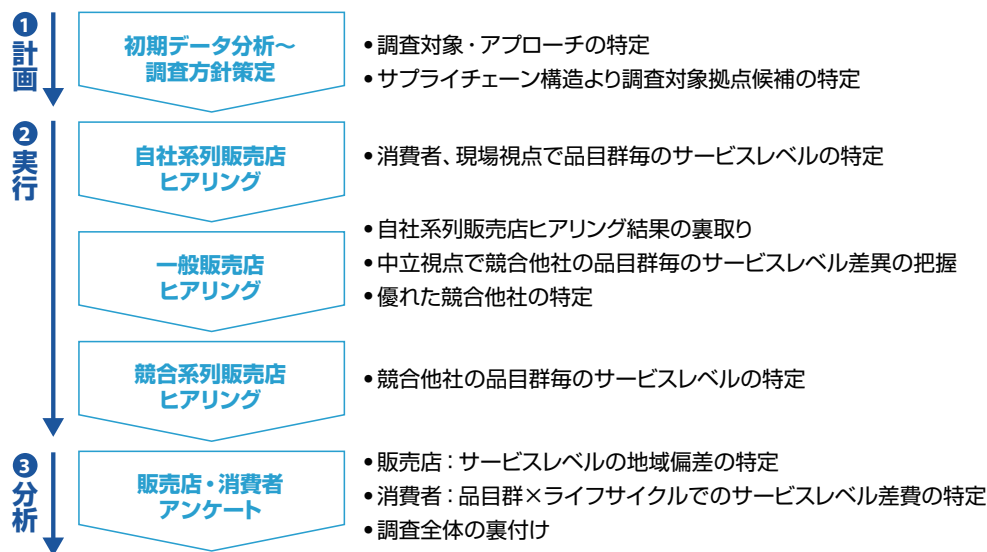 ❶計画
初期データ分析～
調査方針策定
•調査対象・アプローチの特定
•サプライチェーン構造より調査対象拠点候補の特定
❷実行
自社系列販売店
ヒアリング
•消費者、現場視点で品目群毎のサービスレベルの特定
一般販売店
ヒアリング
•自社系列販売店ヒアリング結果の裏取り
•中立視点で競合他社の品目群毎のサービスレベル差異の把握
•優れた競合他社の特定
競合系列販売店
ヒアリング
•競合他社の品目群毎のサービスレベルの特定
❸分析
販売店・消費者
アンケート
•販売店：サービスレベルの地域偏差の特定
•消費者：品目群×ライフサイクルでのサービスレベル差費の特定
•調査全体の裏付け